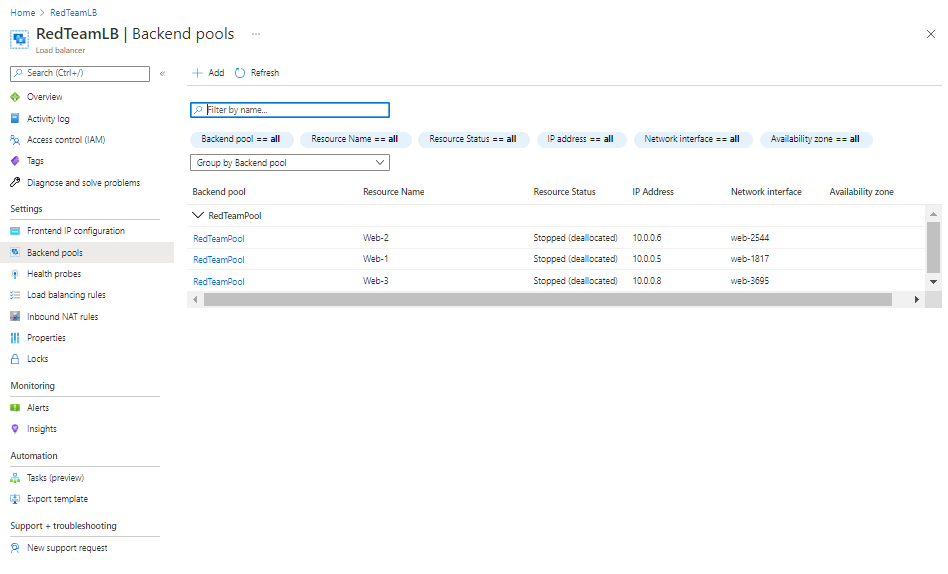 Home > RedTeamLB
RedTeamLB | Backend pools ...
Load balancer
Search (Ctrl+/)
«
Overview
Activity log
Access control (IAM)
Tags
Diagnose and solve problems
Settings
Frontend IP configuration
Backend pools
Health probes
Load balancing rules
Inbound NAT rules
Properties
Locks
Monitoring
Alerts
Insights
Automation
Tasks (preview)
Export template
Support + troubleshooting
New support request
Add Refresh
Filter by name...
Backend pool == all Resource Name == all Resource Status == all IP address == all Network interface == all Availability zone == all
Group by Backend pool
Backend pool Resource Name Resource Status IP Address Network interface Availability zone
RedTeamPool
RedTeamPool Web-2 Stopped (deallocated) 10.0.0.6 web-2544
RedTeamPool Web-1 Stopped (deallocated) 10.0.0.5 web-1817
RedTeamPool Web-3 Stopped (deallocated) 10.0.0.8 web-3695